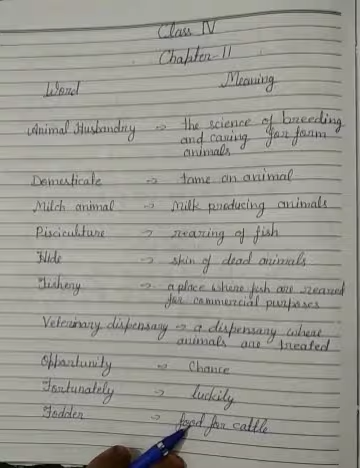 Class IV
Chapter-11
Word Meaning
Animal Husbandry → the science of breeding
and caring for farm
animals
Domesticate → tame an animal
Milch animal → Milk producing animals
Pisciculture → rearing of fish
Hide → skin of dead animals
Fishery → a place where fish are reared
for commercial purposes
Veterinary dispensary → a dispensary where
animals are treated
Opportunity → Chance
Fortunately → luckily
Fodder → food for cattle